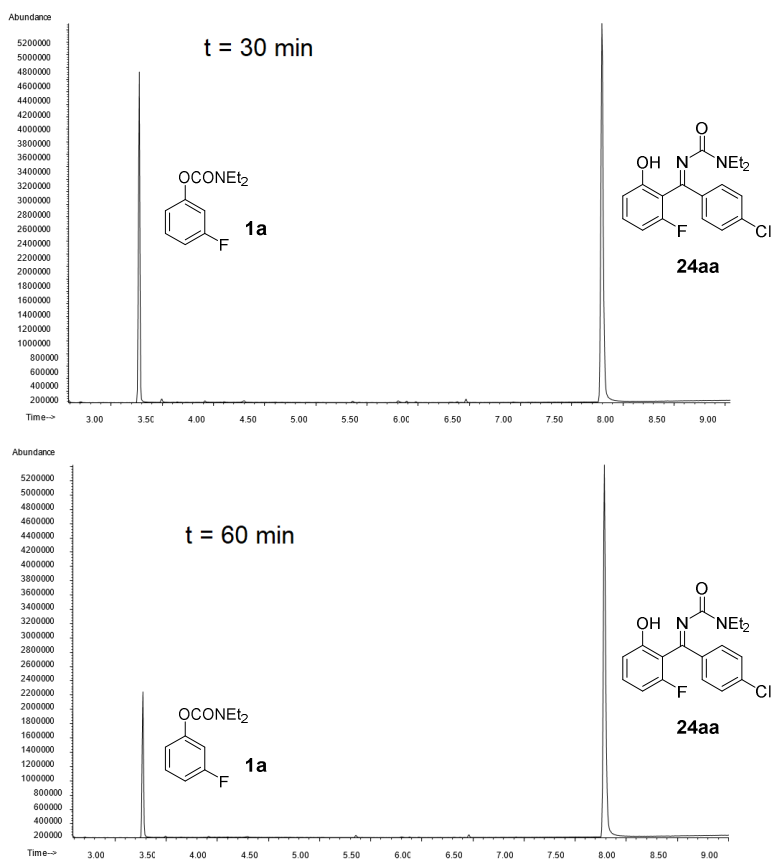 Abundance
t = 30 min
5200000
5000000
4800000
4600000
4400000
4200000
4000000
3800000
3600000
3400000
3200000
3000000
2800000
2600000
2400000
2200000
2000000
1800000
1600000
1400000
1200000
1000000
800000
600000
400000
200000
OCONEt2
F
1a
O
OH
N
NEt2
F
Cl
24aa
Time-->
3.00 3.50 4.00 4.50 5.00 5.50 6.00 6.50 7.00 7.50 8.00 8.50 9.00
Abundance
t = 60 min
5200000
5000000
4800000
4600000
4400000
4200000
4000000
3800000
3600000
3400000
3200000
3000000
2800000
2600000
2400000
2200000
2000000
1800000
1600000
1400000
1200000
1000000
800000
600000
400000
200000
OCONEt2
F
1a
O
OH
N
NEt2
F
Cl
24aa
Time-->
3.00 3.50 4.00 4.50 5.00 5.50 6.00 6.50 7.00 7.50 8.00 8.50 9.00